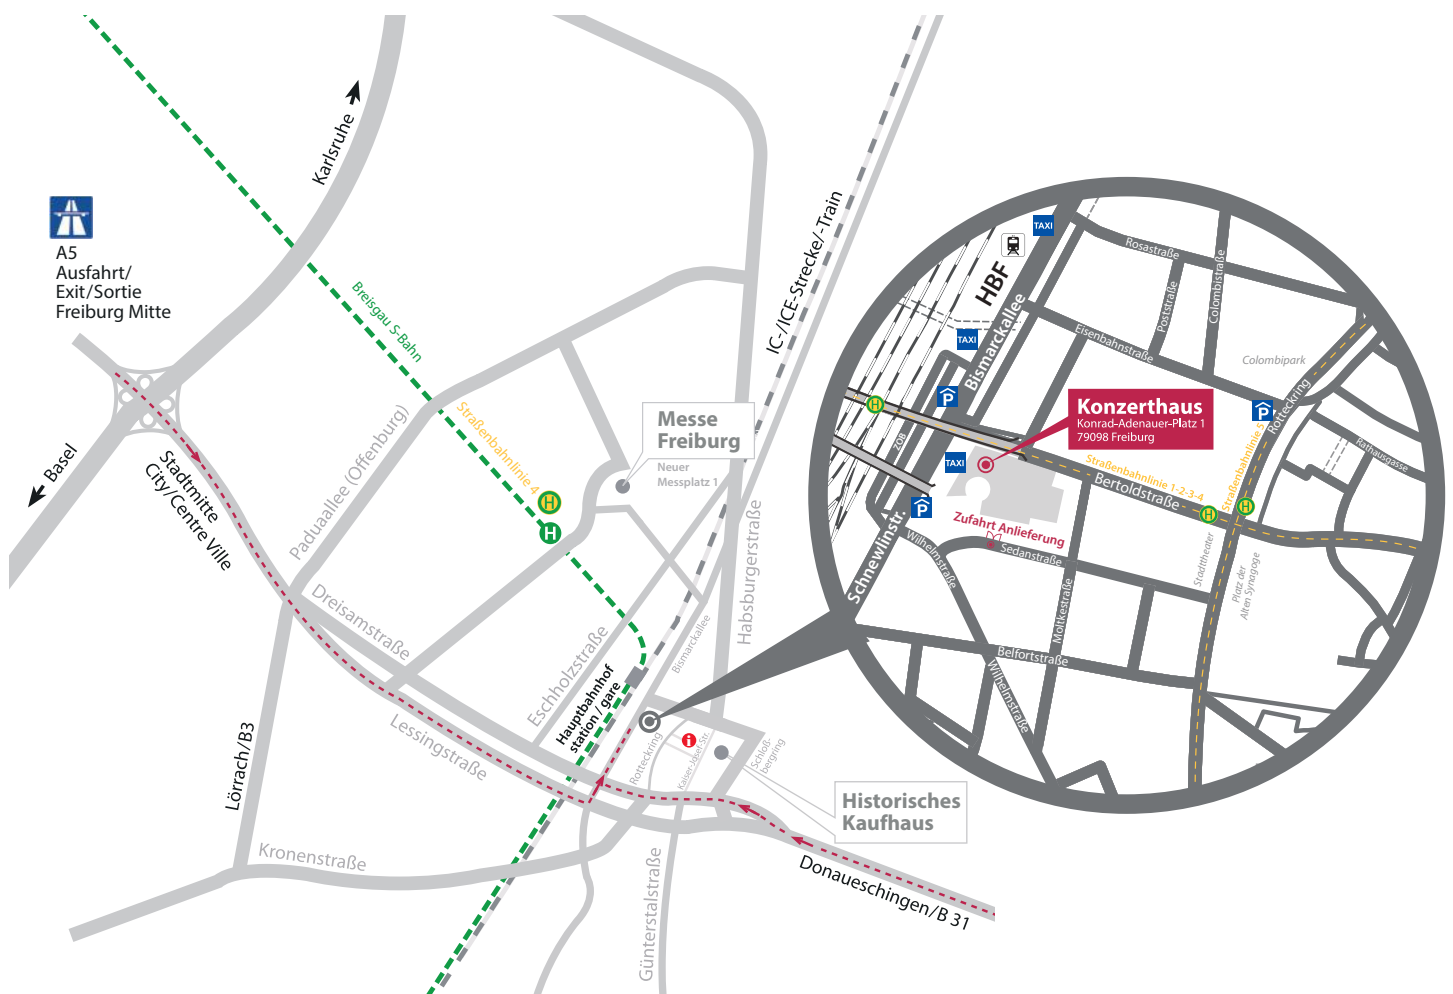 A5
Ausfahrt/
Exit/Sortie
Freiburg Mitte
Karlsruhe
Basel
Stadtmitte
City/Centre Ville
Breisgau S-Bahn
Straßenbahnlinie 4
H
H
Paduaallee (Offenburg)
Dreisamstraße
Lessingstraße
Lörrach/B3
Kronenstraße
Messe
Freiburg
Neuer
Messplatz 1
IC-/ICE-Strecke/-Train
Habsburgerstraße
Eschholzstraße
Bismarckallee
Hauptbahnhof
station / gare
Rotteckring
Kaiser-Josef-Str.
Schloß-
bergring
i
Historisches
Kaufhaus
Günterstalstraße
Donaueschingen/B 31
TAXI
HBF
Bismarckallee
TAXI
P
H
ZOB
TAXI
P
Schnewlinstr.
Rosastraße
Colombistraße
Poststraße
Eisenbahnstraße
Colombipark
Rotteckring
P
Konzerthaus
Konrad-Adenauer-Platz 1
79098 Freiburg
Rathausgasse
Straßenbahnlinie 5
Straßenbahnlinie 1-2-3-4
Bertoldstraße
H
H
Zufahrt Anlieferung
Sedanstraße
Wilhelmstraße
Stadttheater
Platz der
Alten Synagoge
Moltkestraße
Belfortstraße
Wilhelmstraße